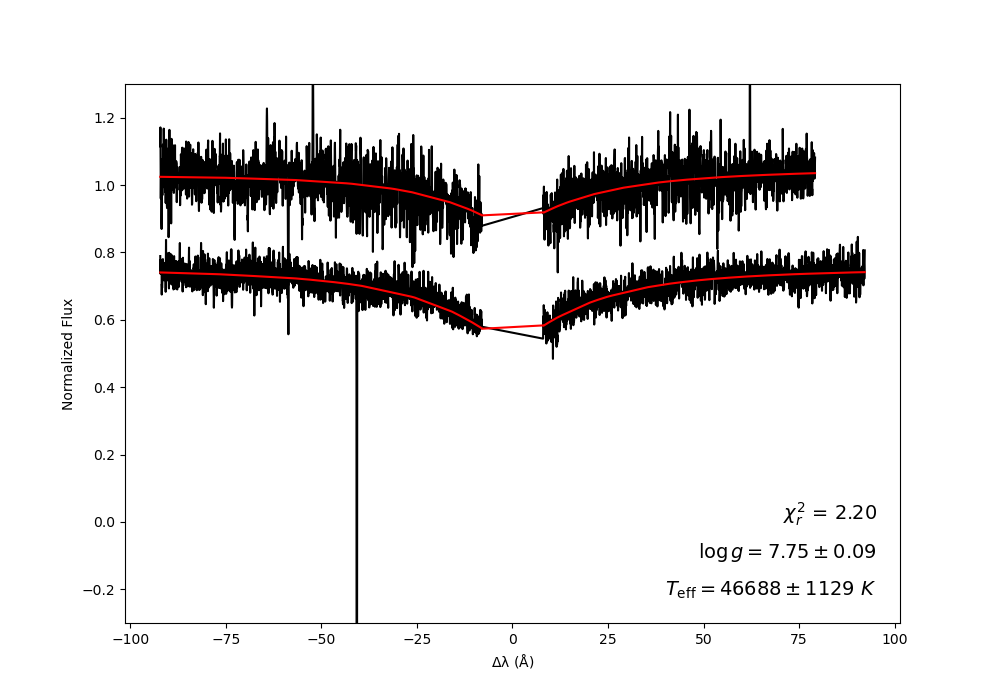 1.2
1.0
0.8
0.6
0.4
0.2
0.0
−0.2
Normalized Flux
χ²ᵣ = 2.20
log g = 7.75 ± 0.09
T_eff = 46688 ± 1129 K
−100 −75 −50 −25 0 25 50 75 100
Δλ (Å)